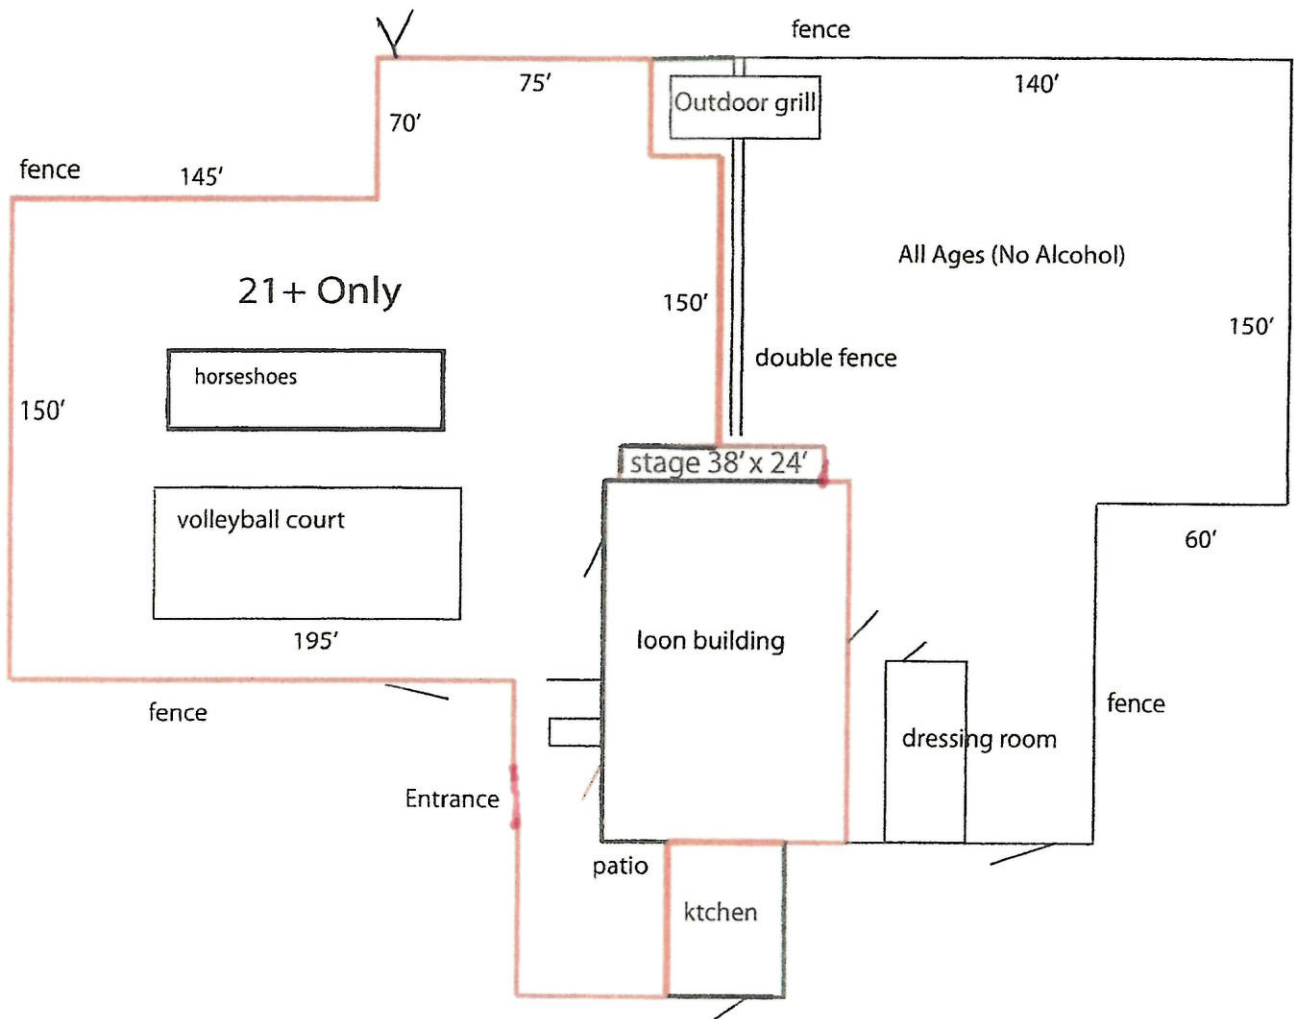 fence
75'
140'
Outdoor grill
70'
fence
145'
All Ages (No Alcohol)
21+ Only
150'
150'
double fence
horseshoes
150'
stage 38' x 24'
volleyball court
60'
195'
loon building
fence
fence
dressing room
Entrance
patio
ktchen